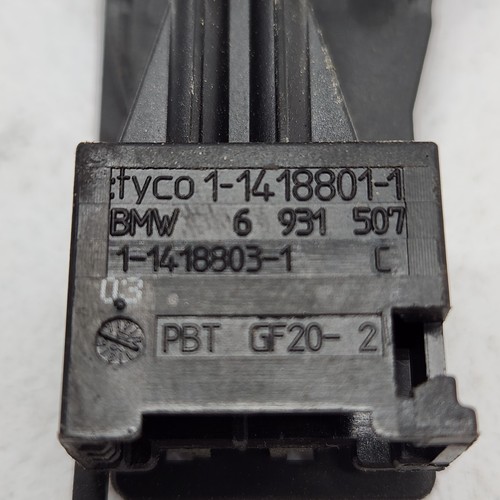 tyco 1-1418801-1
BMW 6 931 507
1-1418803-1 C
03
PBT GF20- 2